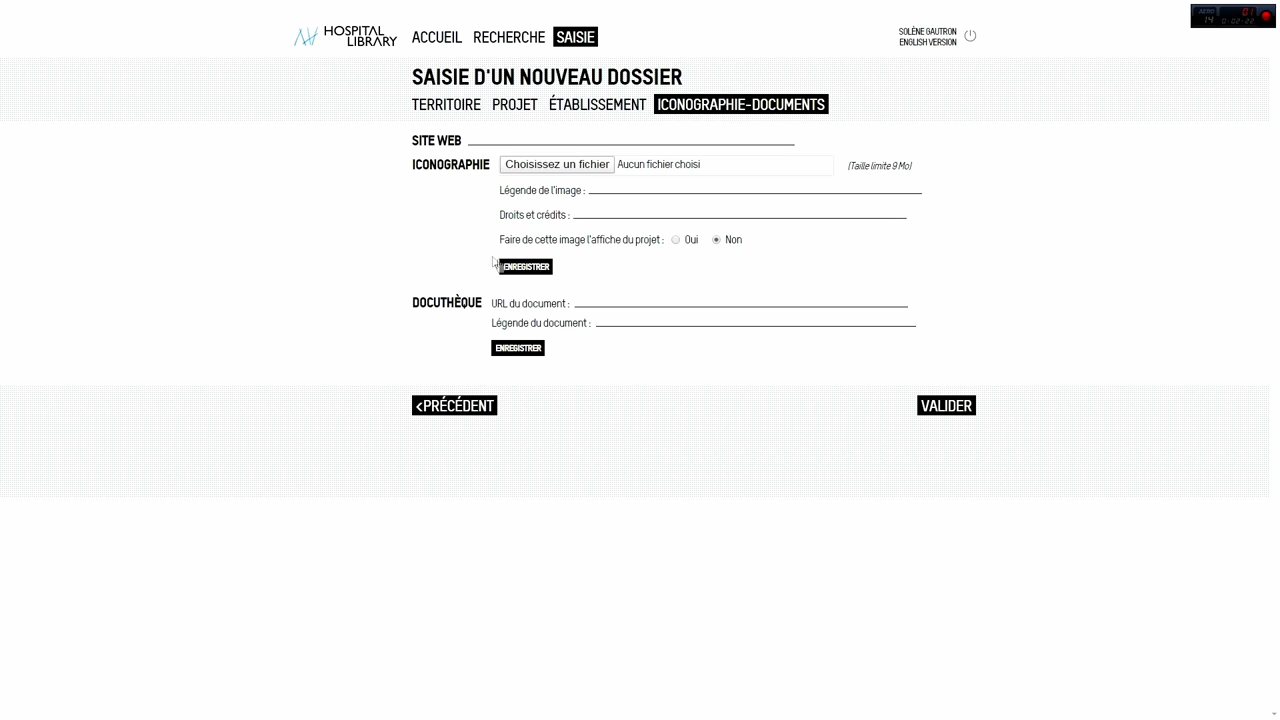 HOSPITAL
LIBRARY
ACCUEIL RECHERCHE SAISIE
SOLÈNE GAUTRON
ENGLISH VERSION
SAISIE D'UN NOUVEAU DOSSIER
TERRITOIRE PROJET ÉTABLISSEMENT ICONOGRAPHIE-DOCUMENTS
SITE WEB
ICONOGRAPHIE Choisissez un fichier Aucun fichier choisi (Taille limite 9 Mo)
Légende de l'image :
Droits et crédits :
Faire de cette image l'affiche du projet : Oui Non
ENREGISTRER
DOCUTHÈQUE URL du document :
Légende du document :
ENREGISTRER
<PRÉCÉDENT VALIDER